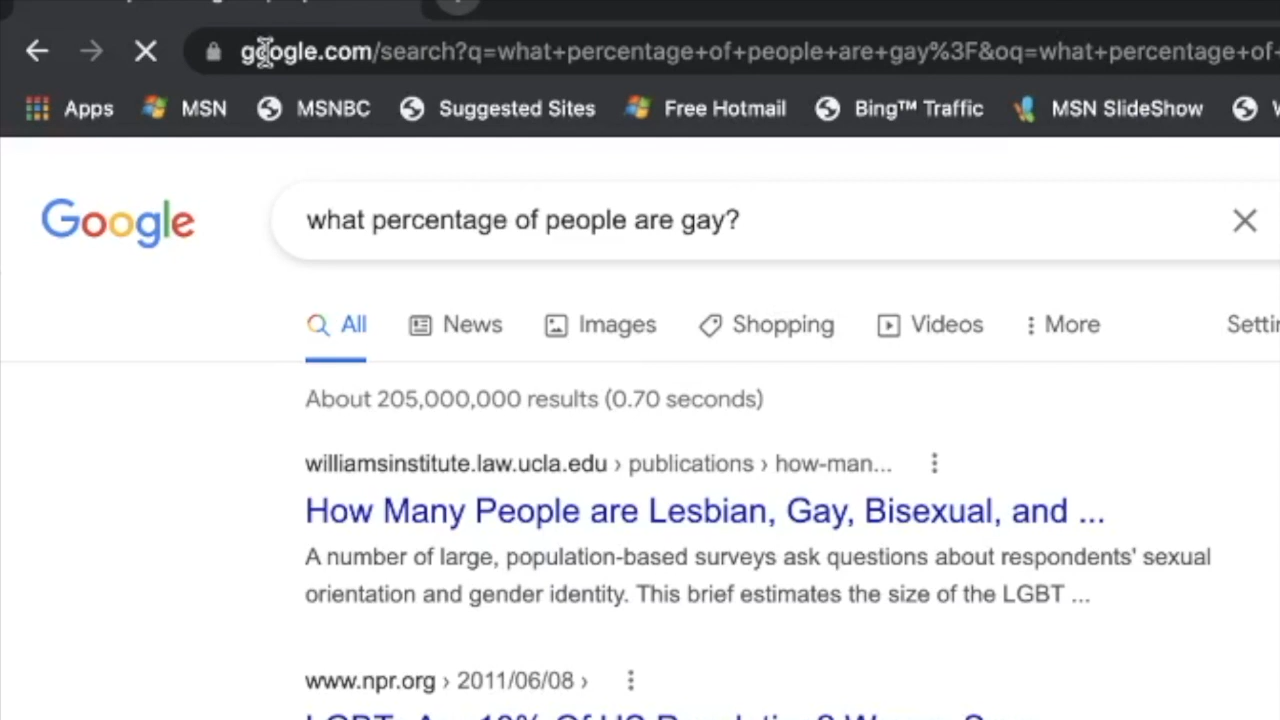 google.com/search?q=what+percentage+of+people+are+gay%3F&oq=what+percentage+of+
Apps MSN MSNBC Suggested Sites Free Hotmail Bing™ Traffic MSN SlideShow
Google what percentage of people are gay?
All News Images Shopping Videos More
About 205,000,000 results (0.70 seconds)
williamsinstitute.law.ucla.edu › publications › how-man...
How Many People are Lesbian, Gay, Bisexual, and ...
A number of large, population-based surveys ask questions about respondents' sexual
orientation and gender identity. This brief estimates the size of the LGBT ...
www.npr.org › 2011/06/08 ›